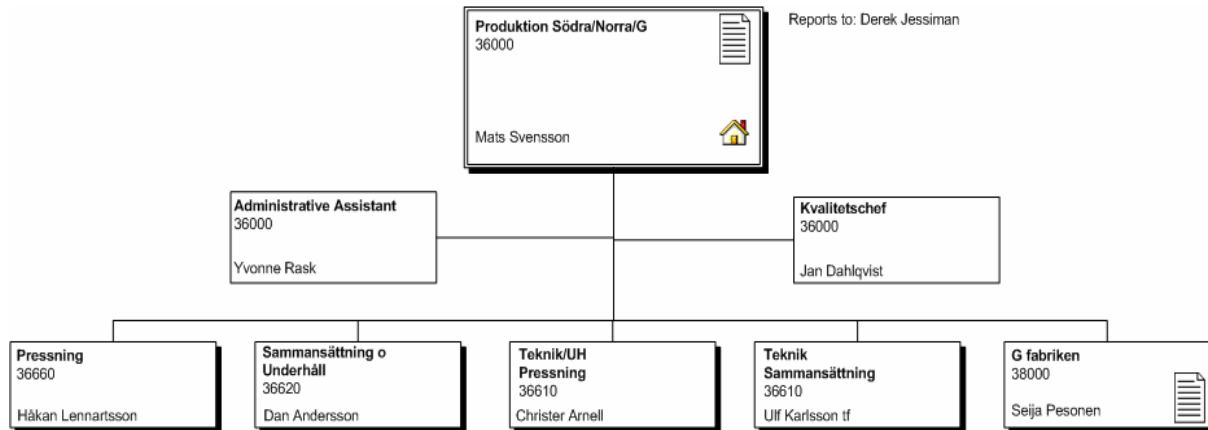 Produktion Södra/Norra/G
36000
Mats Svensson
Reports to: Derek Jessiman
Administrative Assistant
36000
Yvonne Rask
Kvalitetschef
36000
Jan Dahlqvist
Pressning
36660
Håkan Lennartsson
Sammansättning o
Underhåll
36620
Dan Andersson
Teknik/UH
Pressning
36610
Christer Arnell
Teknik
Sammansättning
36610
Ulf Karlsson tf
G fabriken
38000
Seija Pesonen